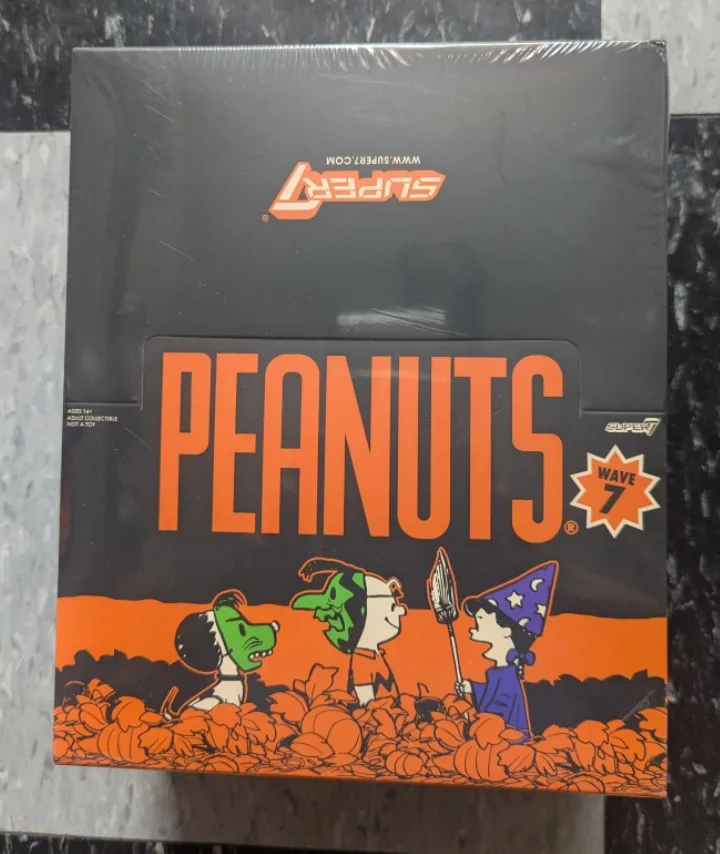 WWW.SUPER7.COM
SUPER7®
PEANUTS®
AGES 14+
ADULT COLLECTIBLE
NOT A TOY
SUPER7
WAVE
7